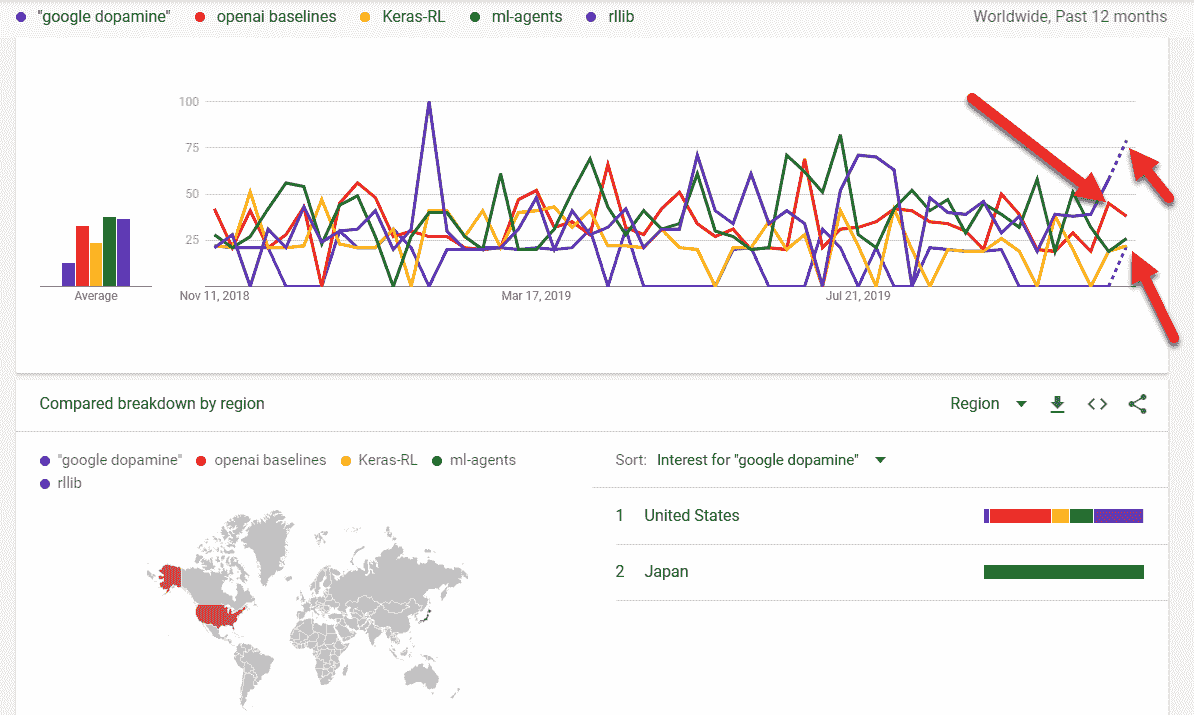 "google dopamine" openai baselines Keras-RL ml-agents rllib Worldwide, Past 12 months
100
75
50
25
Average Nov 11, 2018 Mar 17, 2019 Jul 21, 2019
Compared breakdown by region Region
"google dopamine" openai baselines Keras-RL ml-agents
rllib
Sort: Interest for "google dopamine"
1 United States
2 Japan